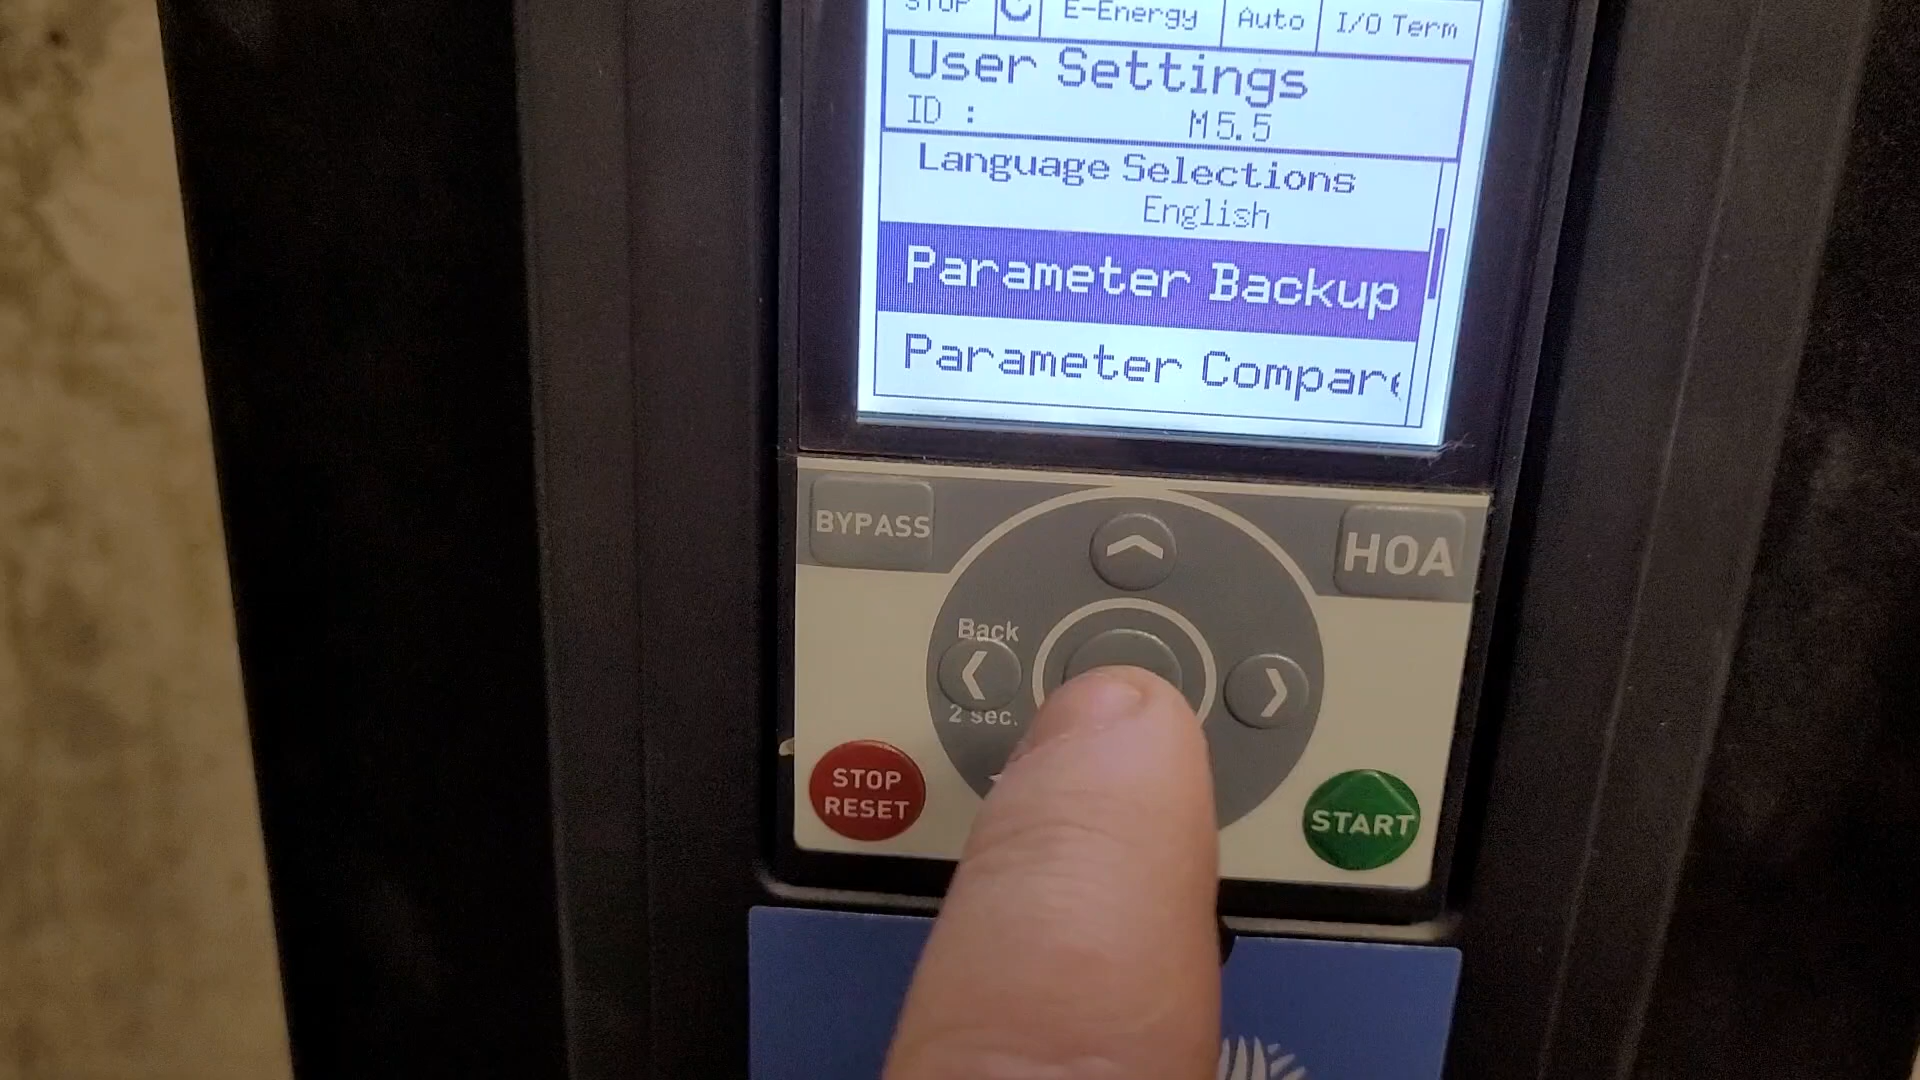 STOP E-Energy Auto I/O Term
User Settings
ID : M5.5
Language Selections
English
Parameter Backup
Parameter Compare
BYPASS
HOA
Back
2 sec.
STOP
RESET
START